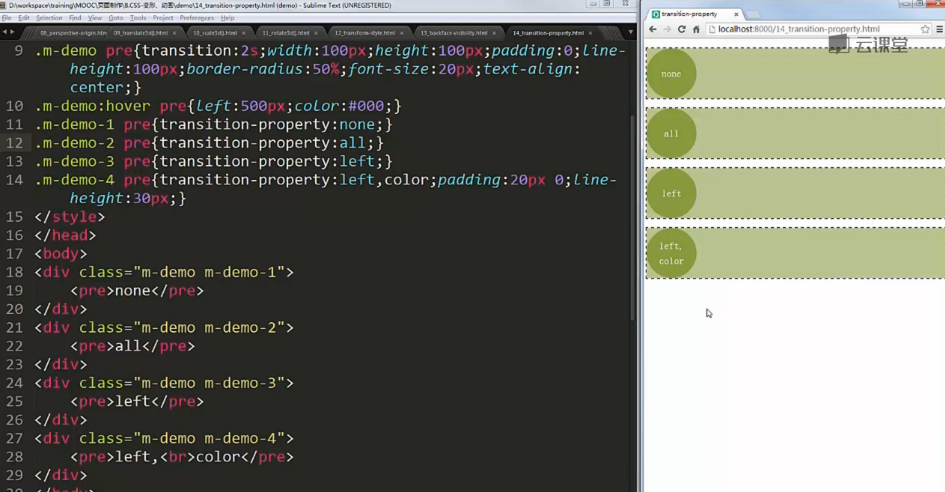 D:\workspace\training\MOOC\页面制作\8.CSS-变形、动画\demo\14_transition-property.html (demo) - Sublime Text (UNREGISTERED)
File Edit Selection Find View Goto Tools Project Preferences Help
08_perspective-origin.htm
09_translate3d().html
10_scale3d().html
11_rotate3d().html
12_transform-style.html
13_backface-visibility.html
14_transition-property.html
9 .m-demo pre{transition:2s;width:100px;height:100px;padding:0;line-
height:100px;border-radius:50%;font-size:20px;text-align:
center;}
10 .m-demo:hover pre{left:500px;color:#000;}
11 .m-demo-1 pre{transition-property:none;}
12 .m-demo-2 pre{transition-property:all;}
13 .m-demo-3 pre{transition-property:left;}
14 .m-demo-4 pre{transition-property:left,color;padding:20px 0;line-
height:30px;}
15 </style>
16 </head>
17 <body>
18 <div class="m-demo m-demo-1">
19 <pre>none</pre>
20 </div>
21 <div class="m-demo m-demo-2">
22 <pre>all</pre>
23 </div>
24 <div class="m-demo m-demo-3">
25 <pre>left</pre>
26 </div>
27 <div class="m-demo m-demo-4">
28 <pre>left,<br>color</pre>
29 </div>
30 </body>
transition-property
localhost:8000/14_transition-property.html
云课堂
none
all
left
left,
color